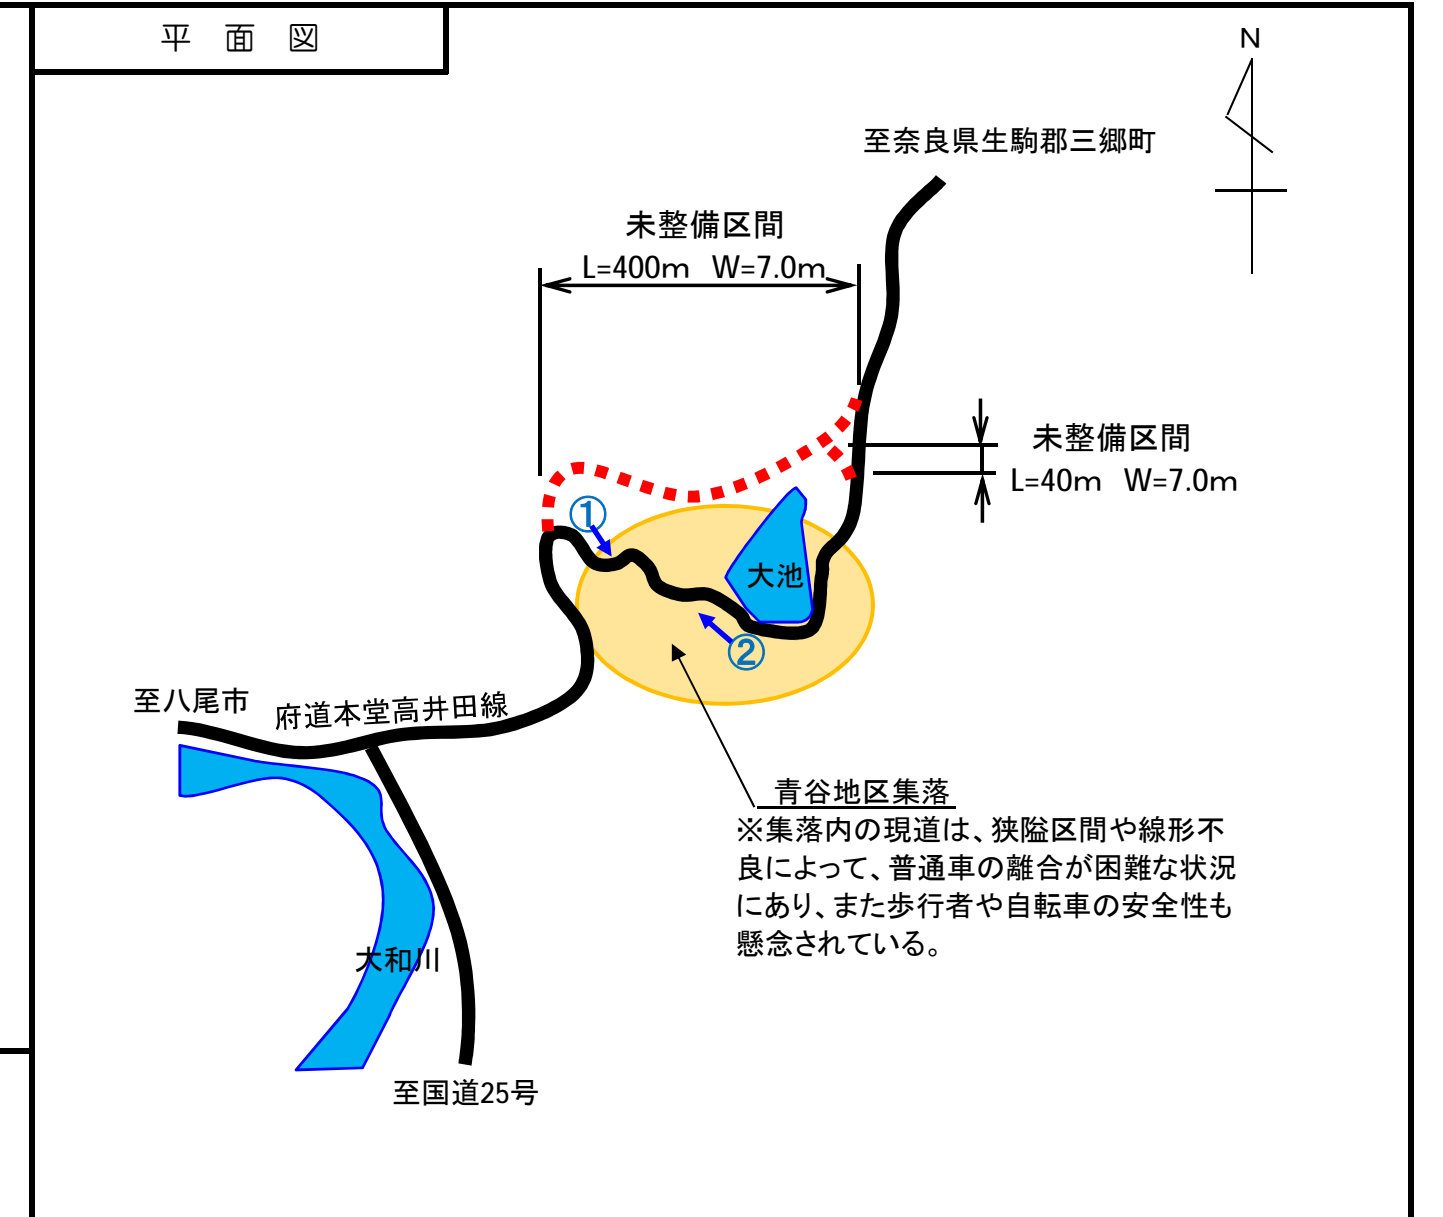 平 面 図
N
至奈良県生駒郡三郷町
未整備区間
L=400m W=7.0m
未整備区間
L=40m W=7.0m
①
大池
②
至八尾市
府道本堂高井田線
青谷地区集落
※集落内の現道は、狭隘区間や線形不
良によって、普通車の離合が困難な状況
にあり、また歩行者や自転車の安全性も
懸念されている。
大和川
至国道25号